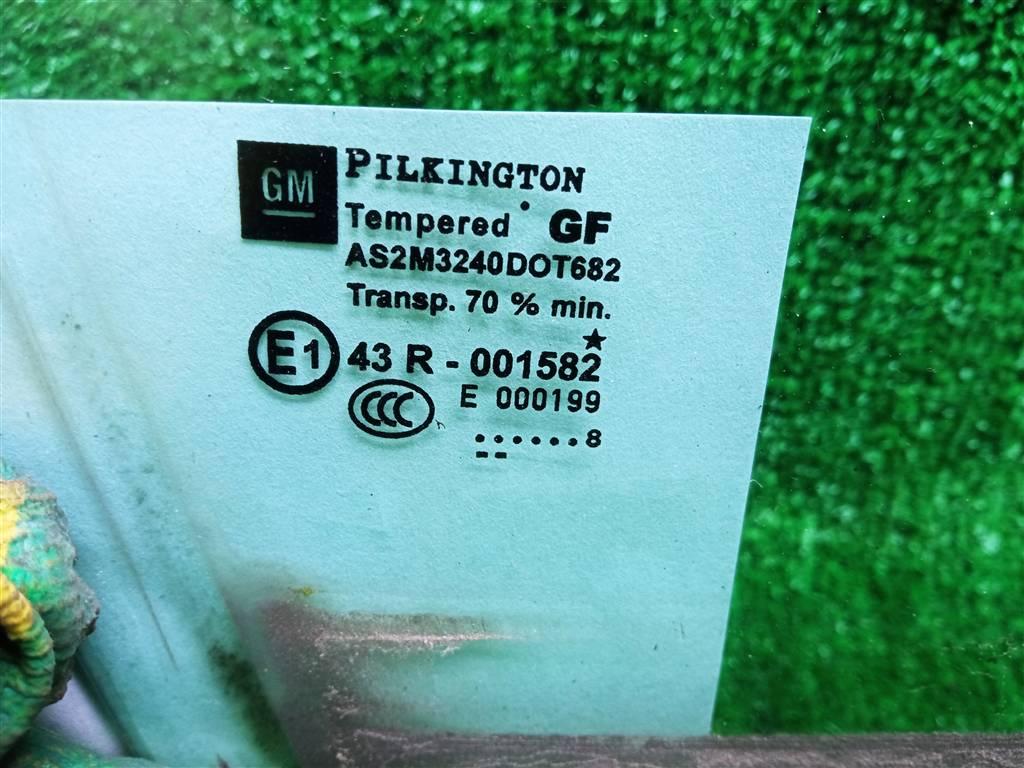 GM
PILKINGTON
Tempered GF
AS2M3240DOT682
Transp. 70 % min.
E1 43 R - 001582
CCC E 000199
......8
--